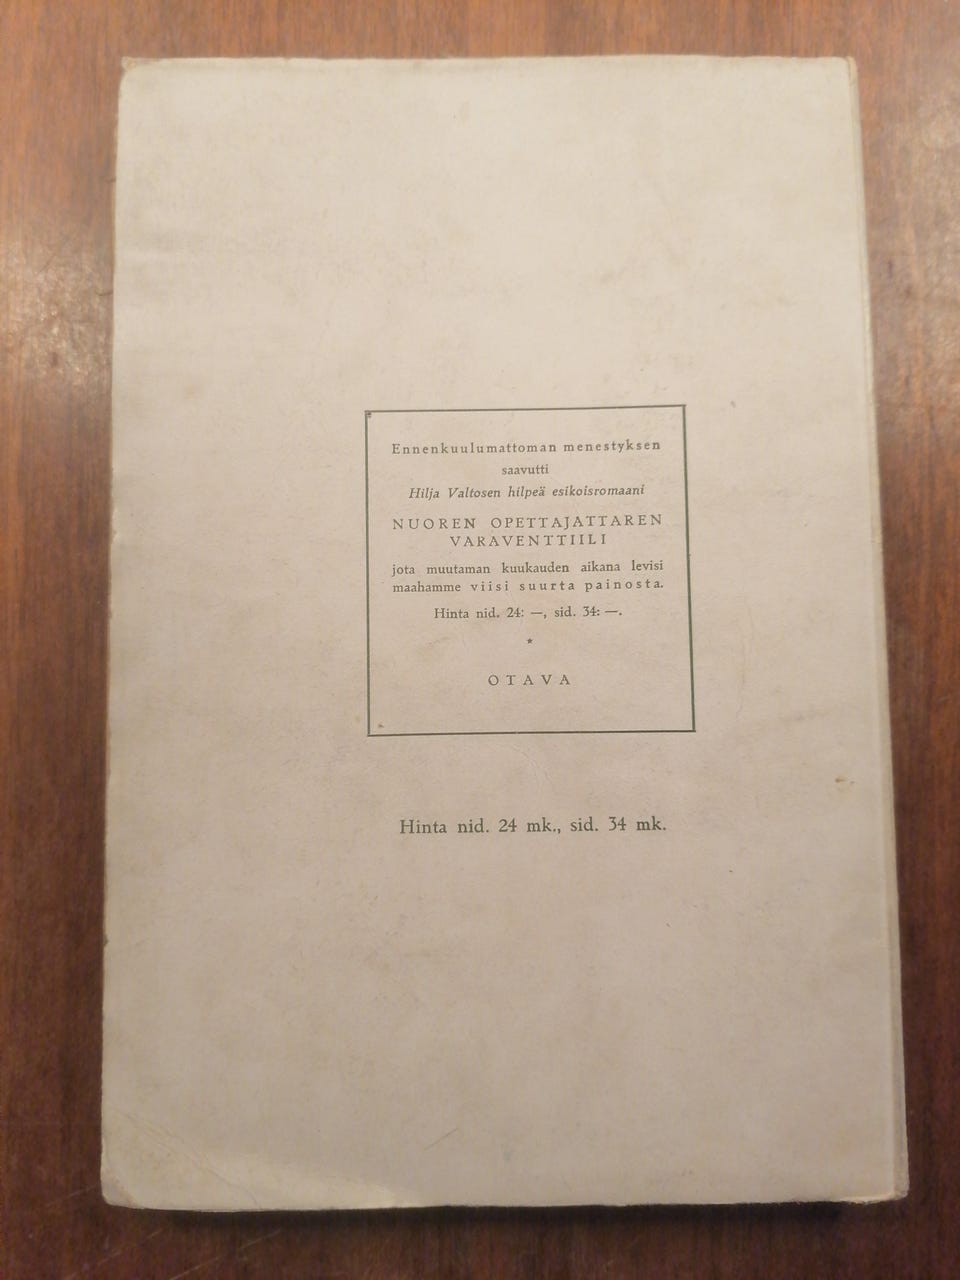 Ennenkuulumattoman menestyksen
saavutti
Hilja Valtosen hilpeä esikoisromaani
NUOREN OPETTAJATTAREN
VARAVENTTIILI
jota muutaman kuukauden aikana levisi
maahamme viisi suurta painosta.
Hinta nid. 24: —, sid. 34: —.
*
OTAVA
Hinta nid. 24 mk., sid. 34 mk.